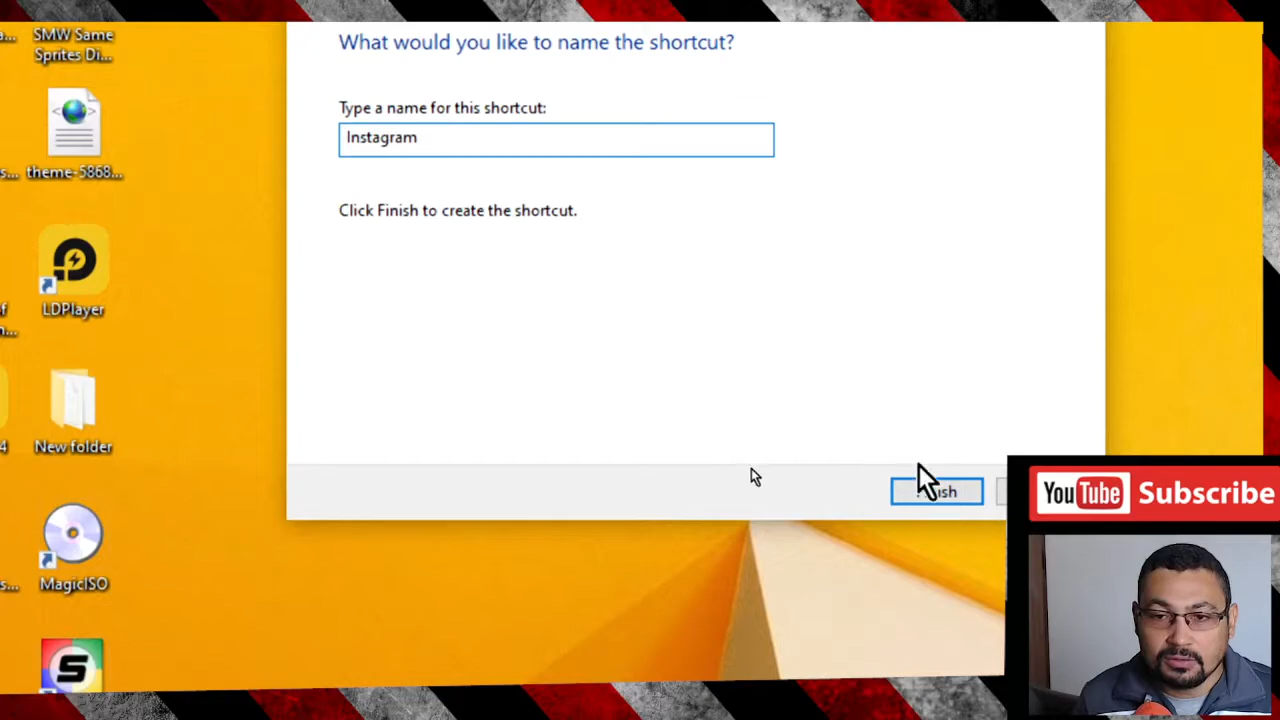 a...
SMW Same
Sprites Di...
What would you like to name the shortcut?
Type a name for this shortcut:
Instagram
s...
theme-5868...
Click Finish to create the shortcut.
LDPlayer
New folder
4
YouTube Subscribe
s...
MagicISO
S